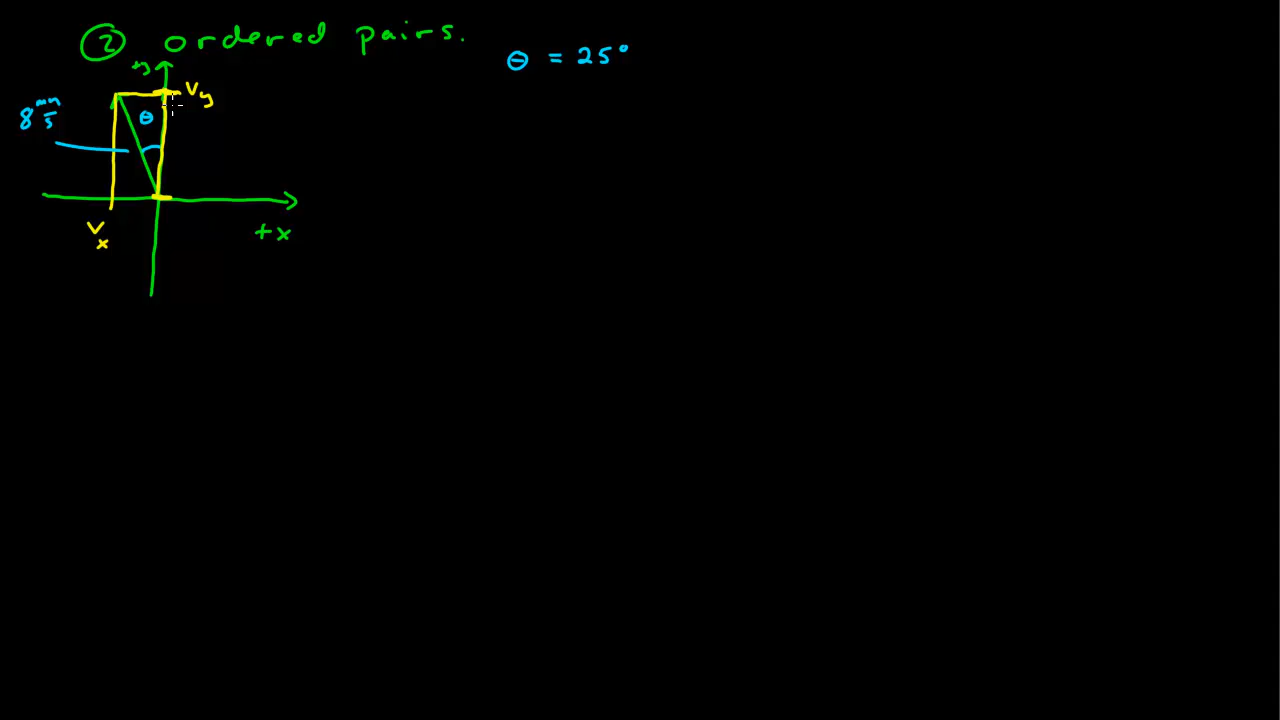 ② ordered pairs.
θ = 25°
+y
Vy
8 m/s
θ
+x
Vx